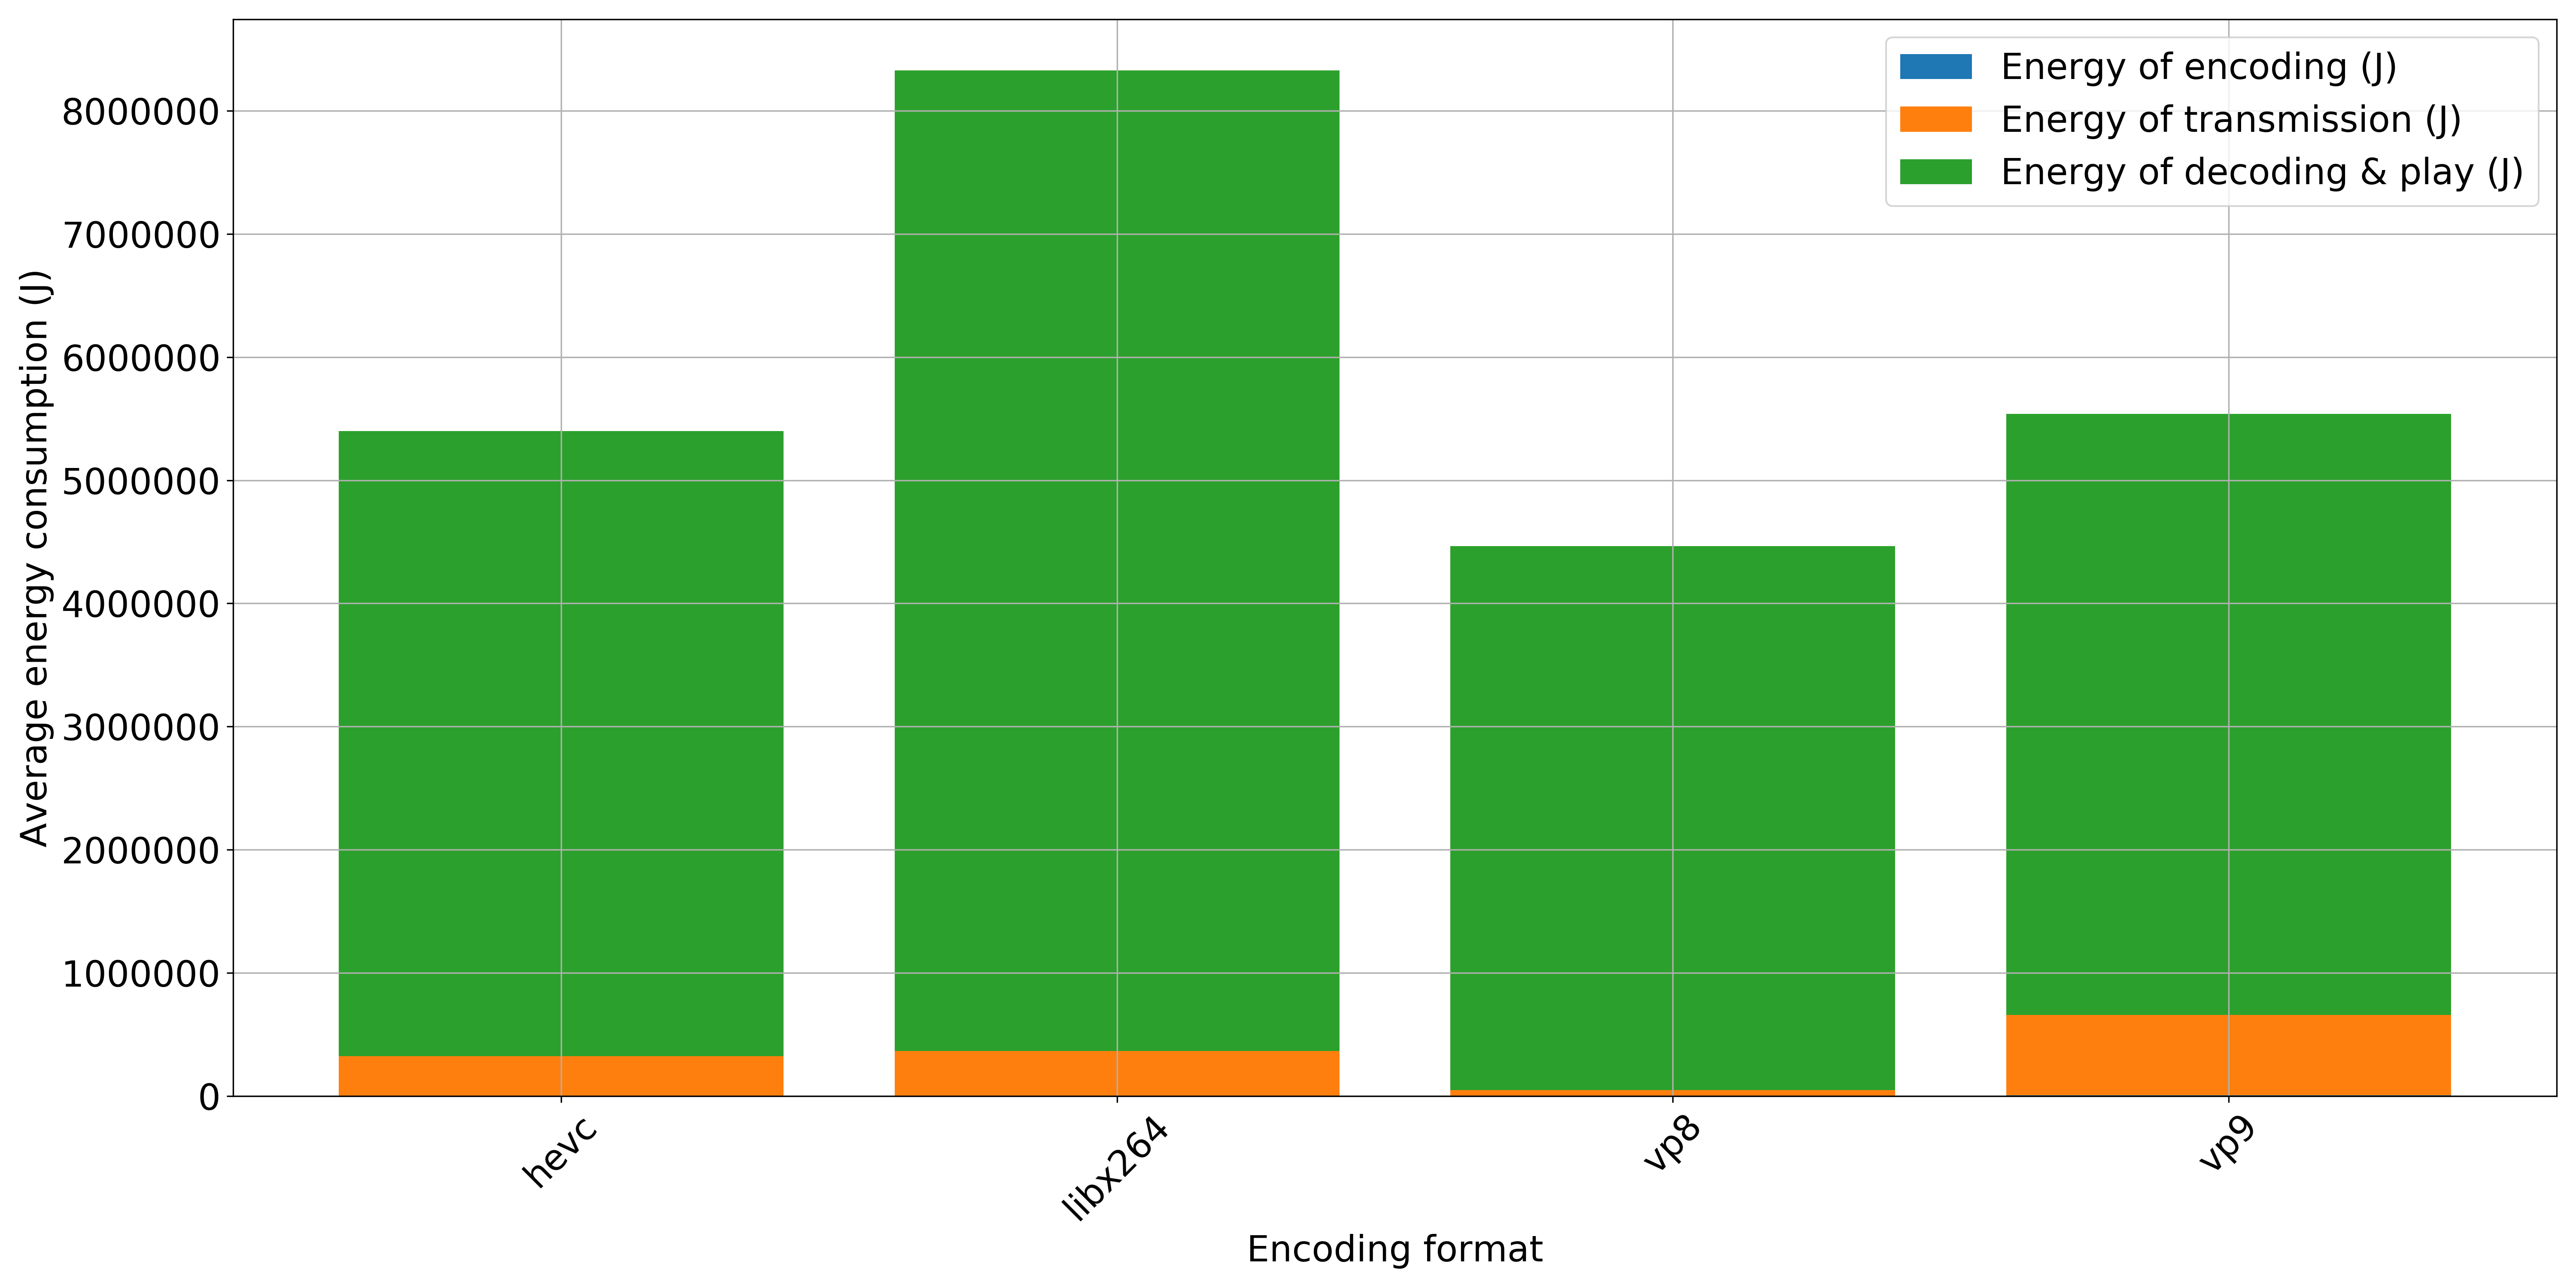 Energy of encoding (J)
Energy of transmission (J)
Energy of decoding & play (J)
Average energy consumption (J)
8000000
7000000
6000000
5000000
4000000
3000000
2000000
1000000
0
hevc
libx264
vp8
vp9
Encoding format